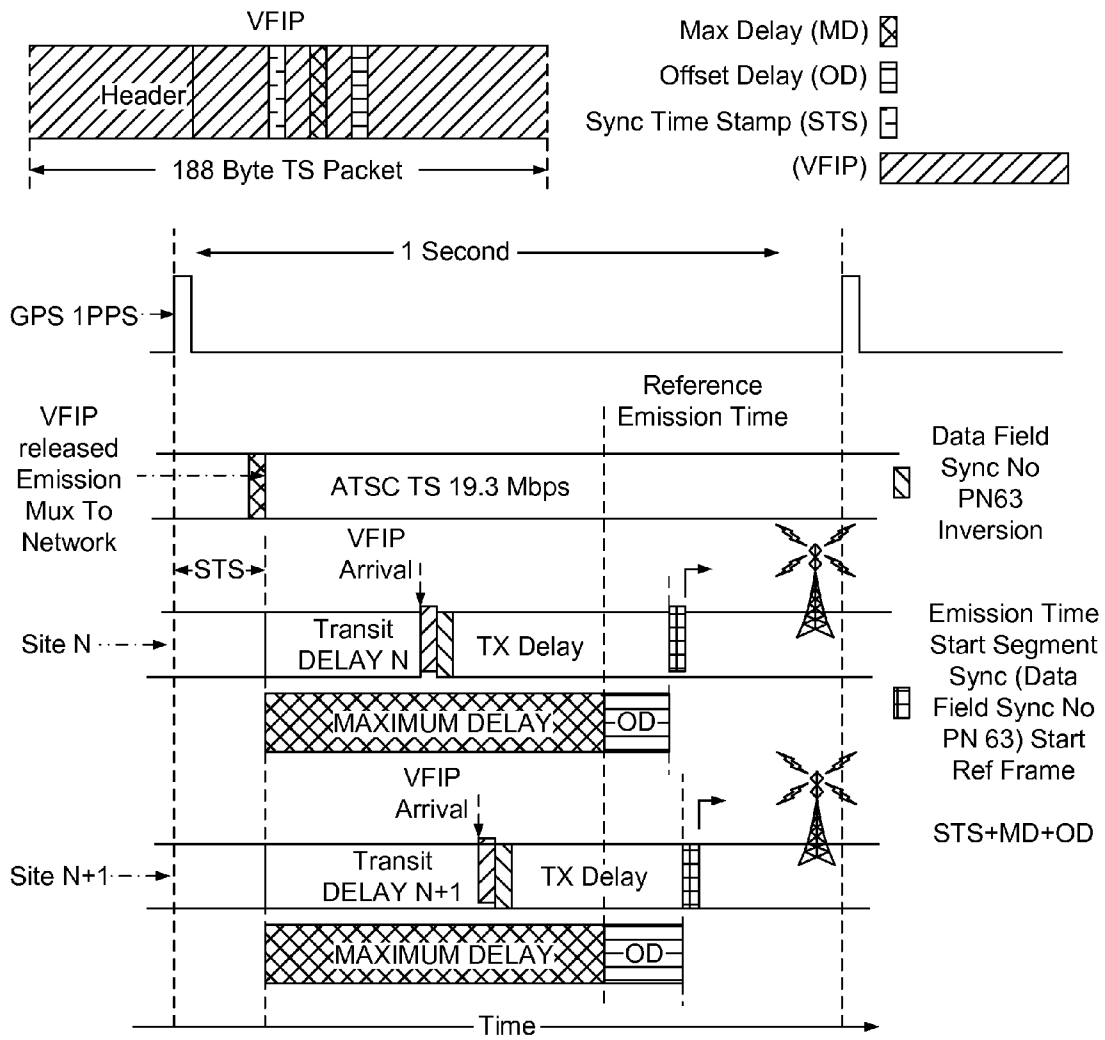 VFIP
Header
188 Byte TS Packet
Max Delay (MD)
Offset Delay (OD)
Sync Time Stamp (STS)
(VFIP)
1 Second
GPS 1PPS
Reference
Emission Time
VFIP
released
Emission
Mux To
Network
ATSC TS 19.3 Mbps
Data Field
Sync No
PN63
Inversion
STS
VFIP
Arrival
Site N
Transit
DELAY N
TX Delay
MAXIMUM DELAY
OD
Emission Time
Start Segment
Sync (Data
Field Sync No
PN 63) Start
Ref Frame
STS+MD+OD
VFIP
Arrival
Site N+1
Transit
DELAY N+1
TX Delay
MAXIMUM DELAY
OD
Time